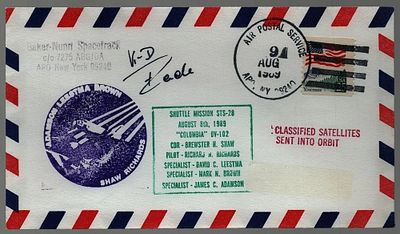 Baker-Nunn Spacetrack
c/o 7275 ABG/OA
APO New York 09240
K-D
AIR POSTAL SERVICE
9
AUG
1989
APO, NY 09240
ADAMSON LEESTMA BROWN
SHAW RICHARDS
SHUTTLE MISSION STS-28
AUGUST 8th, 1989
"COLUMBIA" OV-102
CDR - BREWSTER H. SHAW
PILOT - RICHARD N. RICHARDS
SPECIALIST - DAVID C. LEESTMA
SPECIALIST - MARK N. BROWN
SPECIALIST - JAMES C. ADAMSON
CLASSIFIED SATELLITES
SENT INTO ORBIT